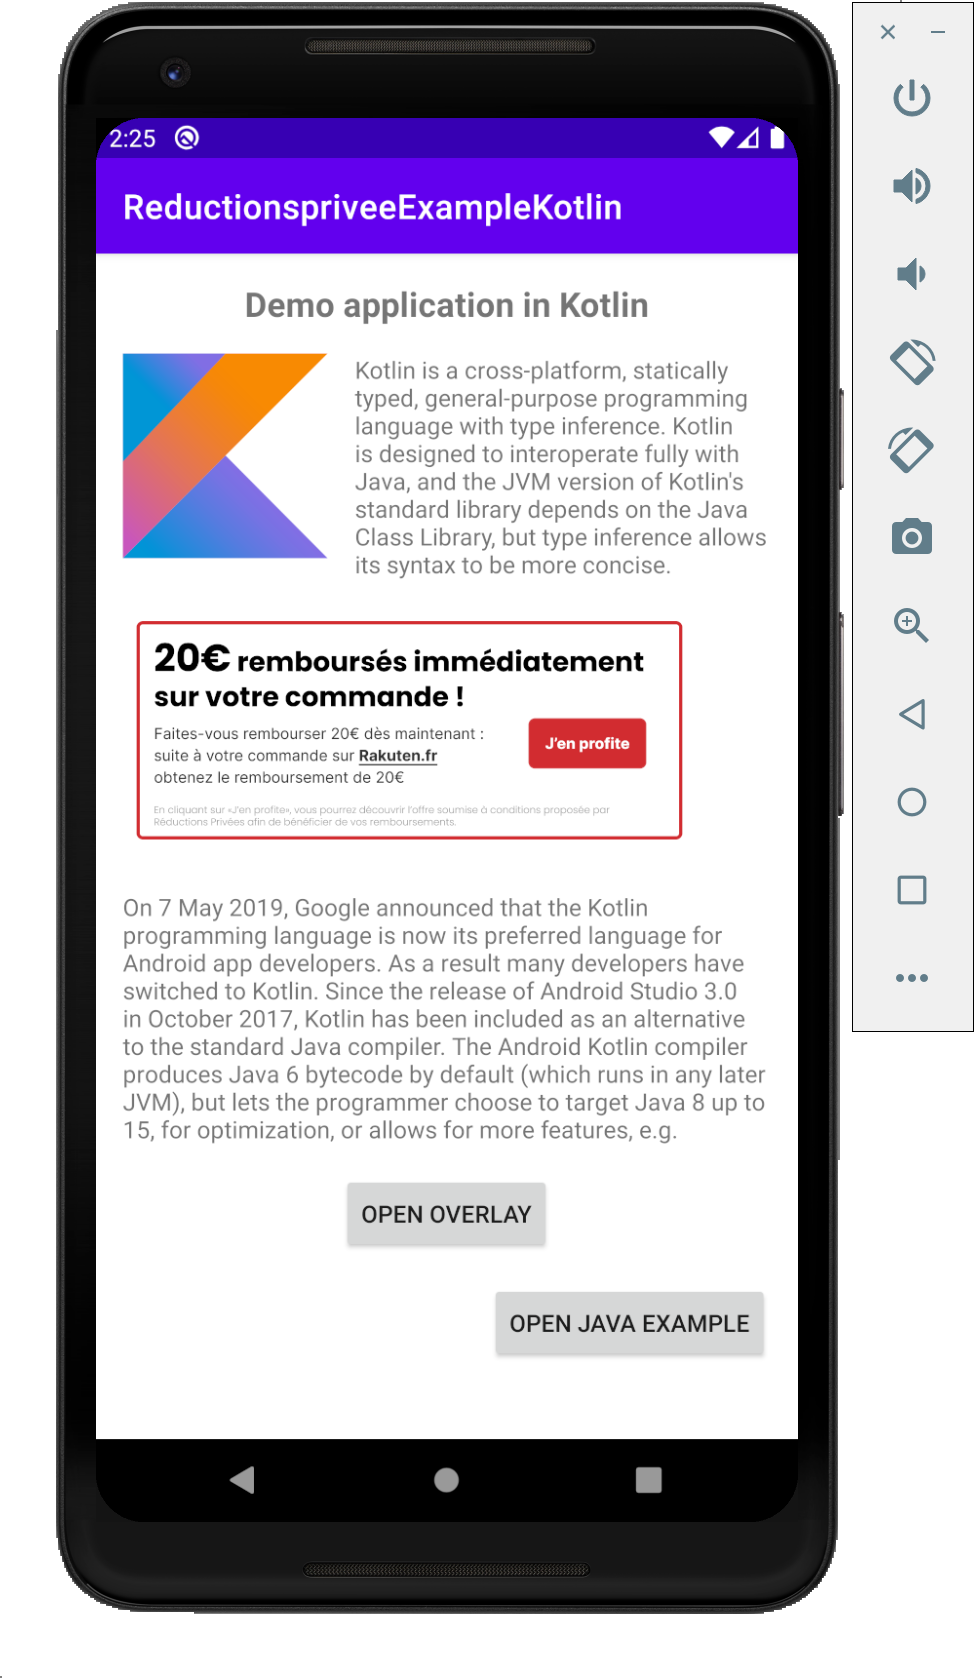 2:25
ReductionspriveeExampleKotlin
Demo application in Kotlin
Kotlin is a cross-platform, statically
typed, general-purpose programming
language with type inference. Kotlin
is designed to interoperate fully with
Java, and the JVM version of Kotlin's
standard library depends on the Java
Class Library, but type inference allows
its syntax to be more concise.
20€ remboursés immédiatement
sur votre commande !
Faites-vous rembourser 20€ dès maintenant :
suite à votre commande sur Rakuten.fr
obtenez le remboursement de 20€
J'en profite
En cliquant sur «J'en profite», vous pourrez découvrir l'offre soumise à conditions proposée par
Réductions Privées afin de bénéficier de vos remboursements.
On 7 May 2019, Google announced that the Kotlin
programming language is now its preferred language for
Android app developers. As a result many developers have
switched to Kotlin. Since the release of Android Studio 3.0
in October 2017, Kotlin has been included as an alternative
to the standard Java compiler. The Android Kotlin compiler
produces Java 6 bytecode by default (which runs in any later
JVM), but lets the programmer choose to target Java 8 up to
15, for optimization, or allows for more features, e.g.
OPEN OVERLAY
OPEN JAVA EXAMPLE